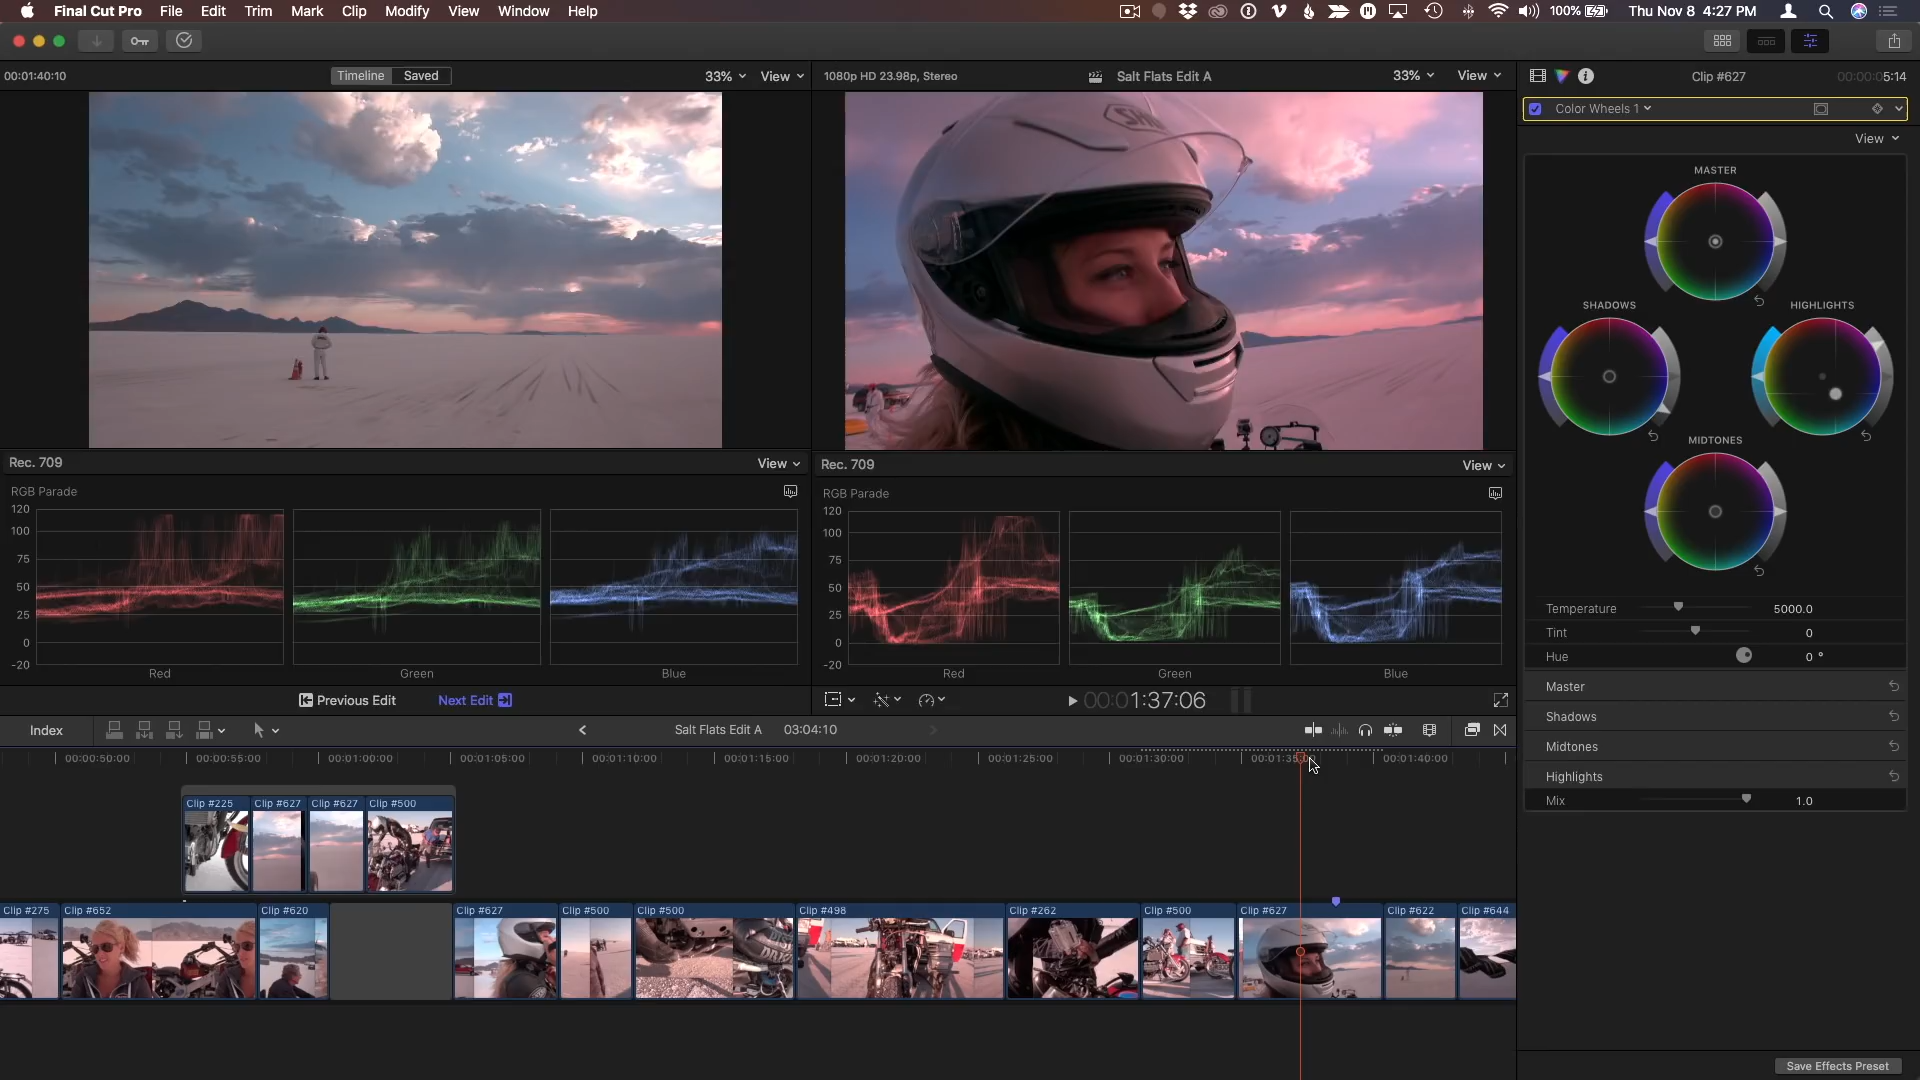 Final Cut Pro File Edit Trim Mark Clip Modify View Window Help 100% Thu Nov 8 4:27 PM
00:01:40:10 Timeline Saved 33% View
1080p HD 23.98p, Stereo Salt Flats Edit A 33% View
Clip #627 00:00:05:14
Color Wheels 1
View
MASTER
SHADOWS HIGHLIGHTS
MIDTONES
SHOEI
Rec. 709 View
RGB Parade
120
100
75
50
25
0
-20
Red Green Blue
Rec. 709 View
RGB Parade
120
100
75
50
25
0
-20
Red Green Blue
Temperature 5000.0
Tint 0
Hue 0 °
Master
Shadows
Midtones
Highlights
Mix 1.0
Previous Edit Next Edit
00:01:37:06
Index Salt Flats Edit A 03:04:10
00:00:50:00 00:00:55:00 00:01:00:00 00:01:05:00 00:01:10:00 00:01:15:00 00:01:20:00 00:01:25:00 00:01:30:00 00:01:35:00 00:01:40:00
Clip #225 Clip #627 Clip #627 Clip #500
Clip #275 Clip #652 Clip #620 Clip #627 Clip #500 Clip #500 Clip #498 Clip #262 Clip #500 Clip #627 Clip #622 Clip #644
Save Effects Preset